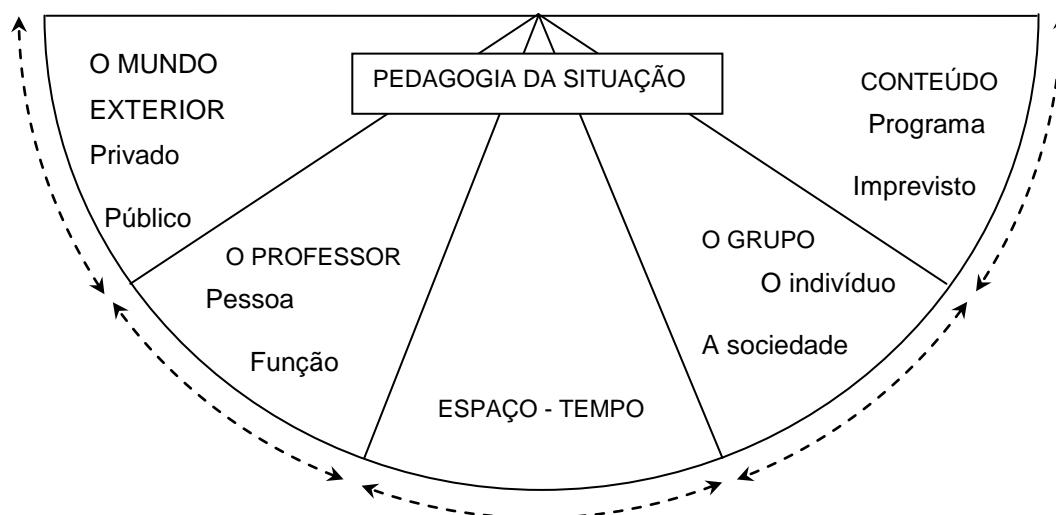 PEDAGOGIA DA SITUAÇÃO
O MUNDO
EXTERIOR
Privado
Público
O PROFESSOR
Pessoa
Função
ESPAÇO - TEMPO
O GRUPO
O indivíduo
A sociedade
CONTEÚDO
Programa
Imprevisto